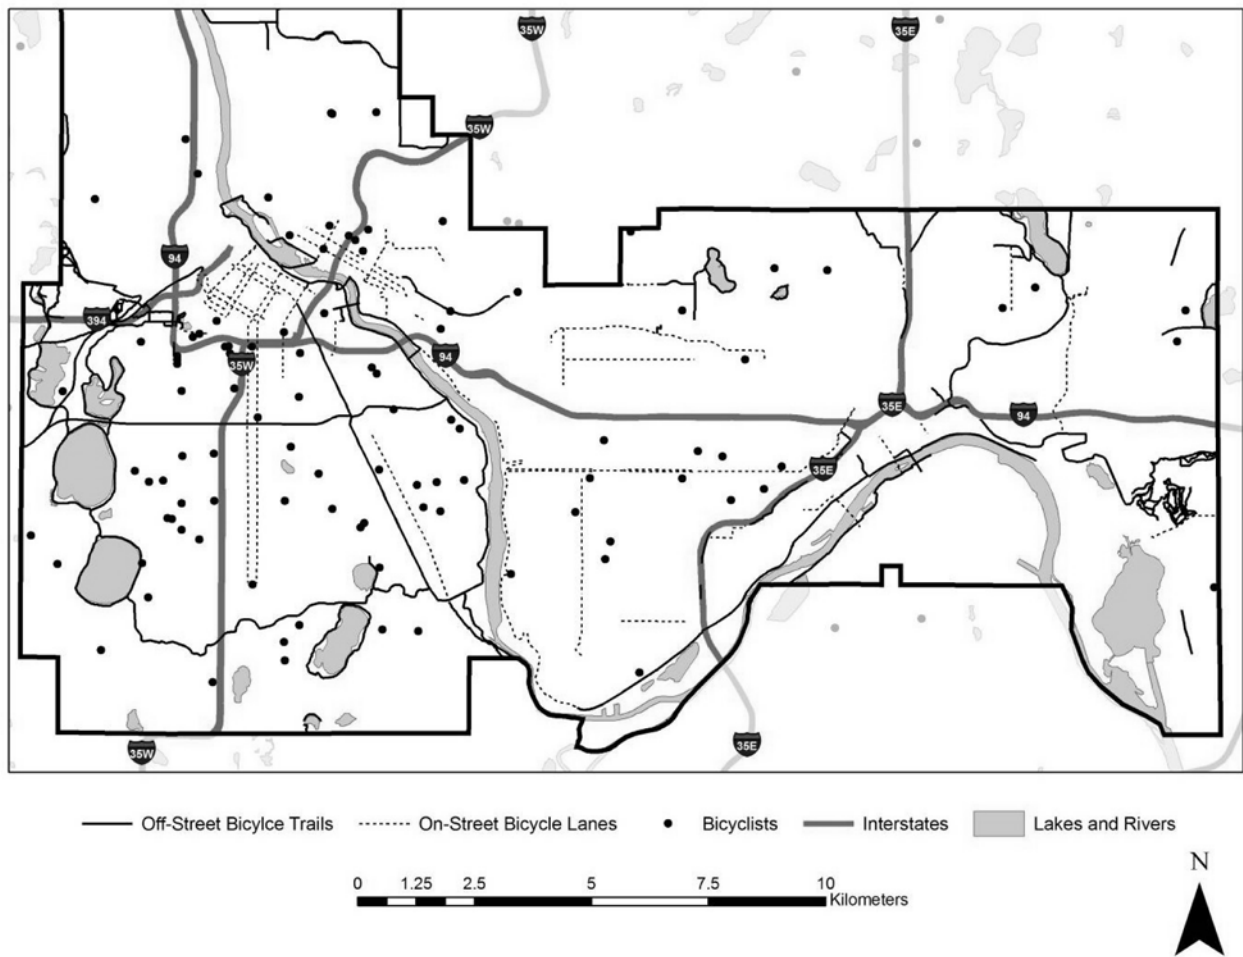 35W
35E
35W
94
394
94
35W
35E
94
35E
35W
35E
Off-Street Bicylce Trails On-Street Bicycle Lanes Bicyclists Interstates Lakes and Rivers
N
0 1.25 2.5 5 7.5 10
Kilometers